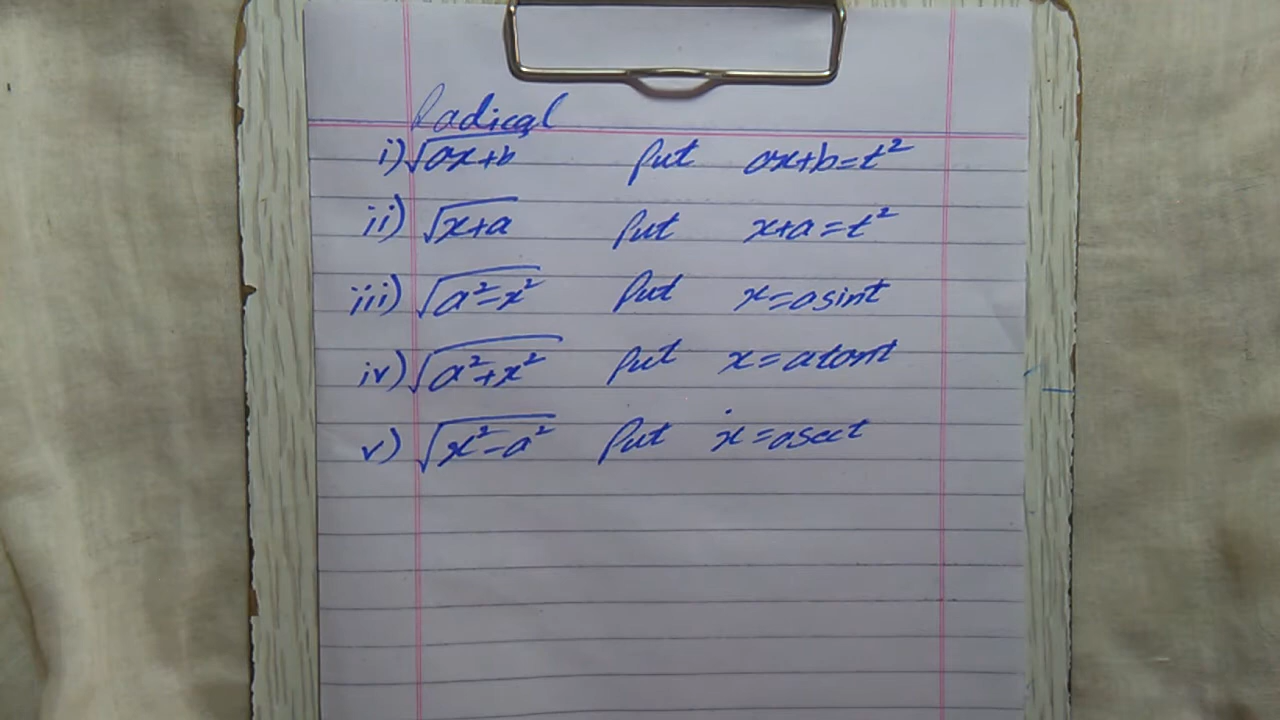 Radical
i) √ax+b Put ax+b=t²
ii) √x+a Put x+a=t²
iii) √a²-x² Put x=asint
iv) √a²+x² Put x=atant
v) √x²-a² Put x=asect